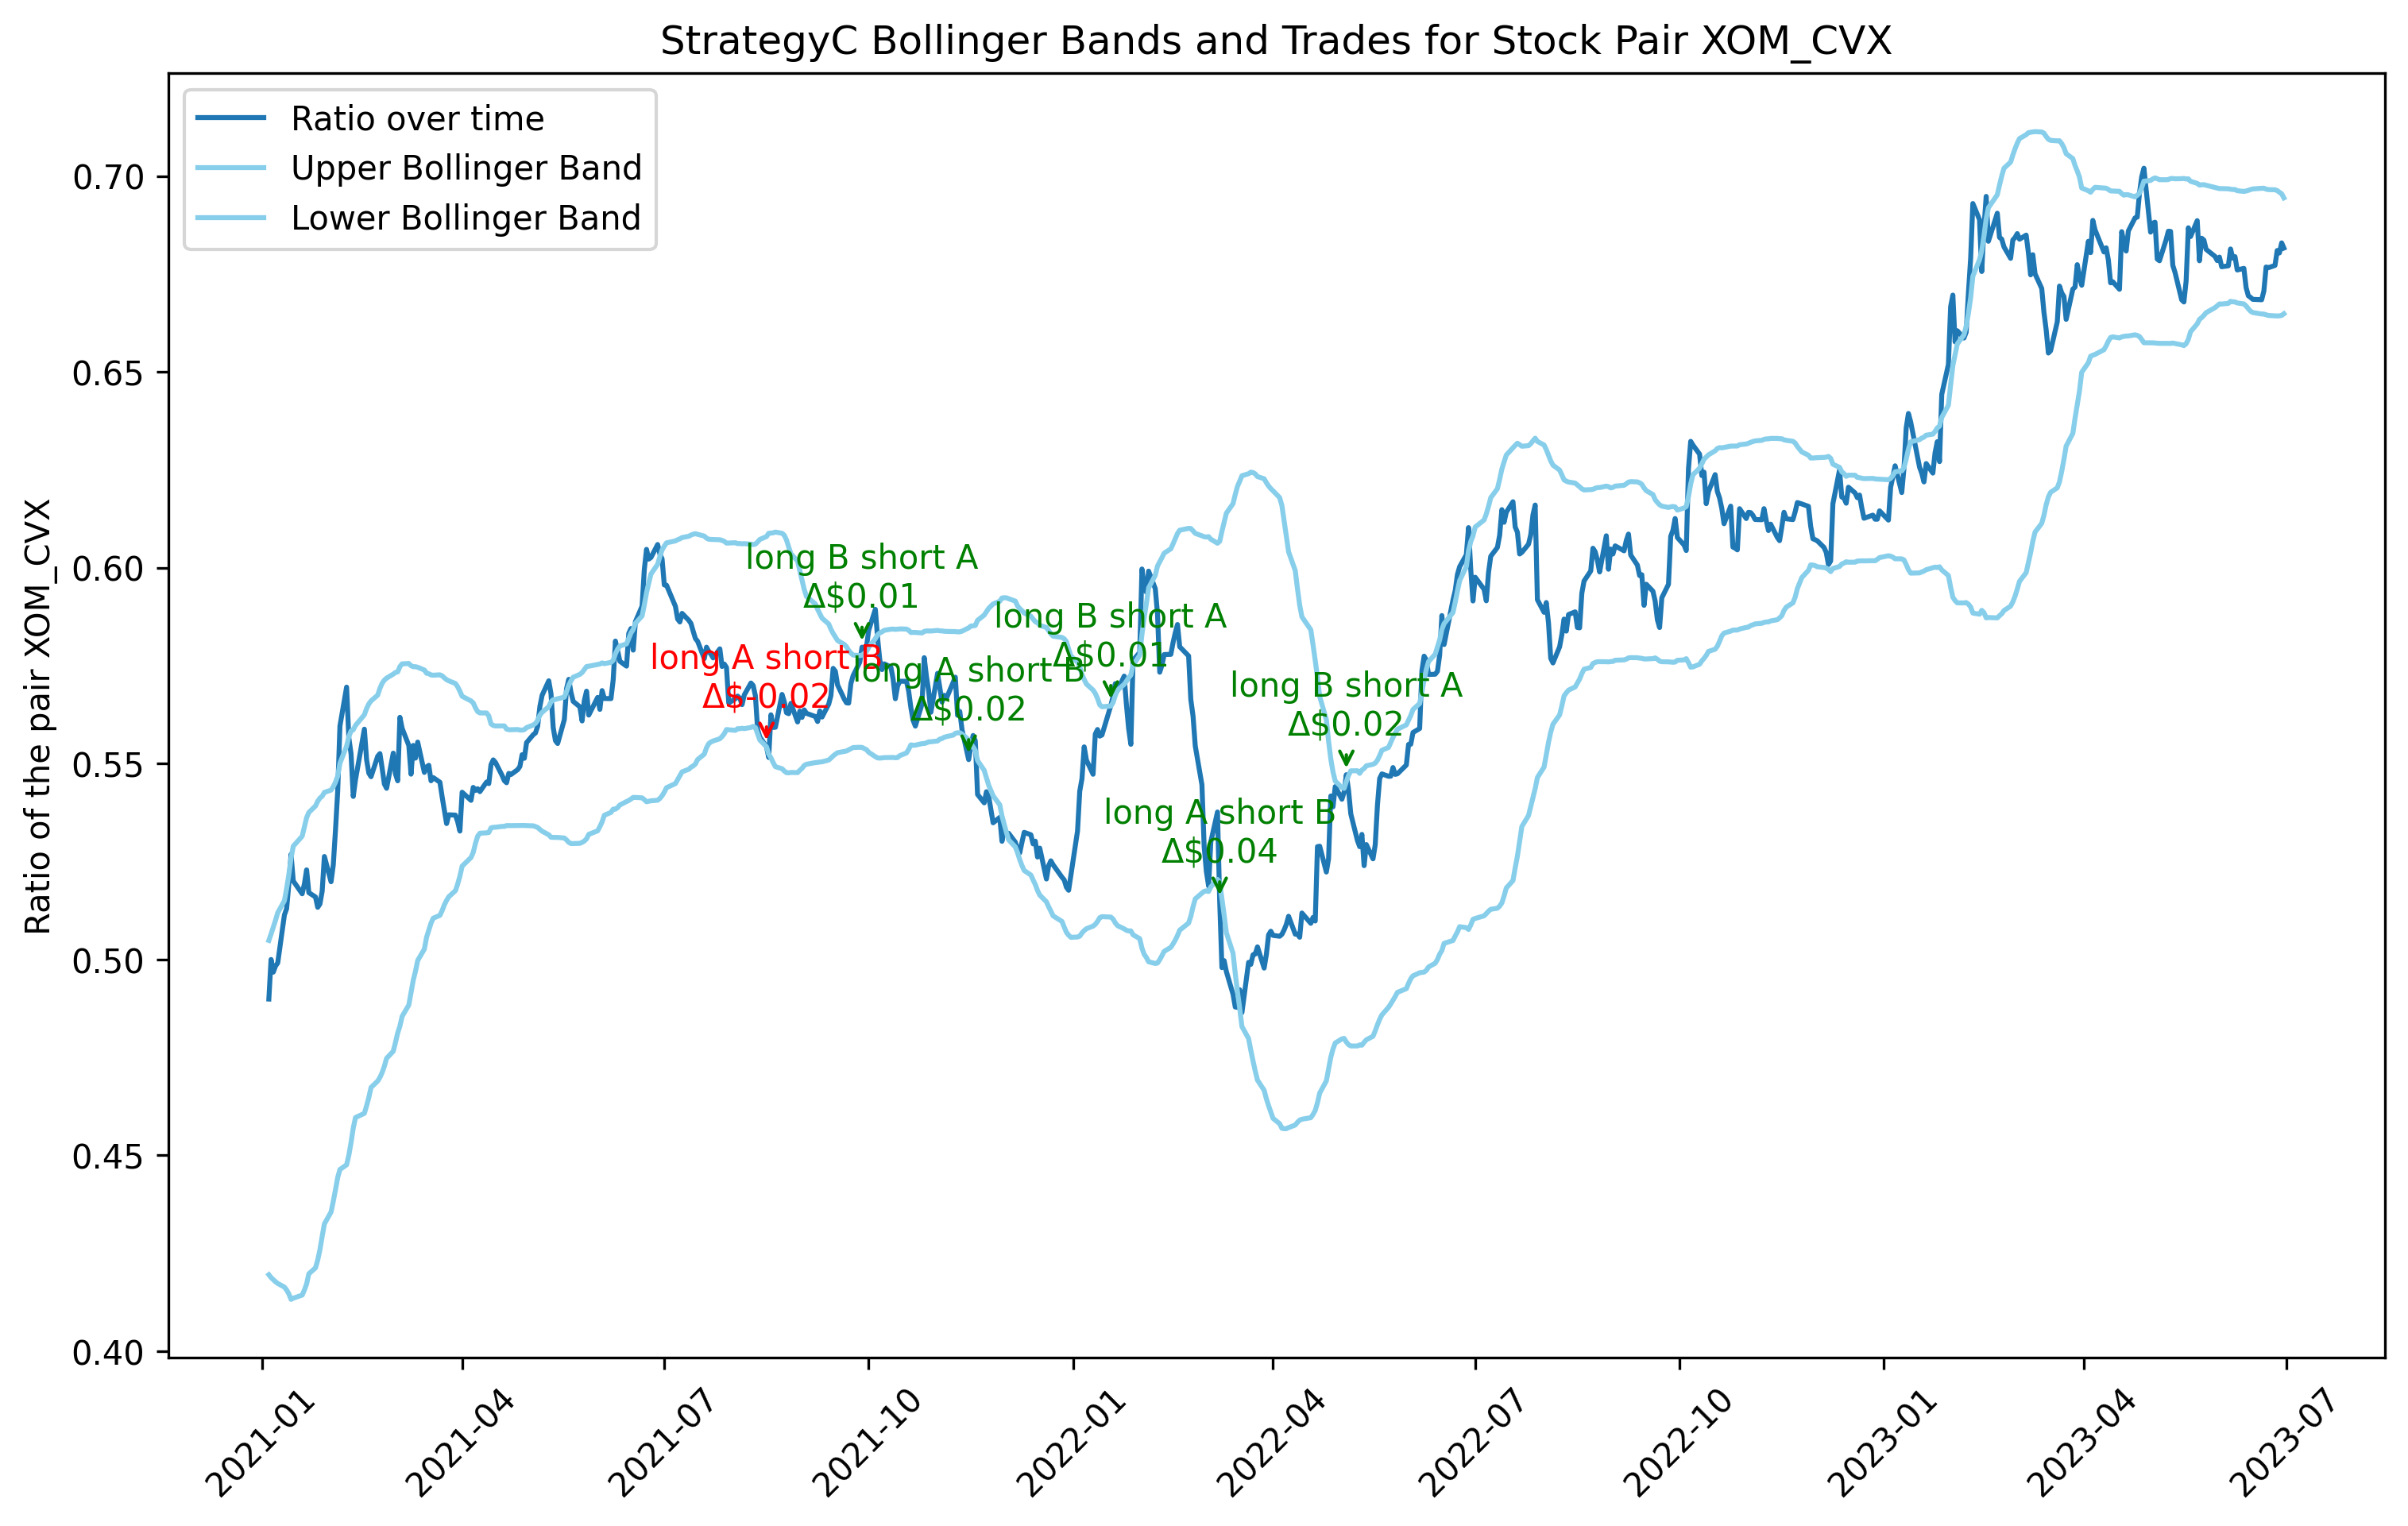 StrategyC Bollinger Bands and Trades for Stock Pair XOM_CVX
Ratio over time
Upper Bollinger Band
Lower Bollinger Band
Ratio of the pair XOM_CVX
0.70
0.65
0.60
0.55
0.50
0.45
0.40
long B short A
Δ$0.01
long A short B
Δ$-0.02
long A short B
Δ$0.02
long B short A
Δ$0.01
long B short A
Δ$0.02
long A short B
Δ$0.04
2021-01
2021-04
2021-07
2021-10
2022-01
2022-04
2022-07
2022-10
2023-01
2023-04
2023-07